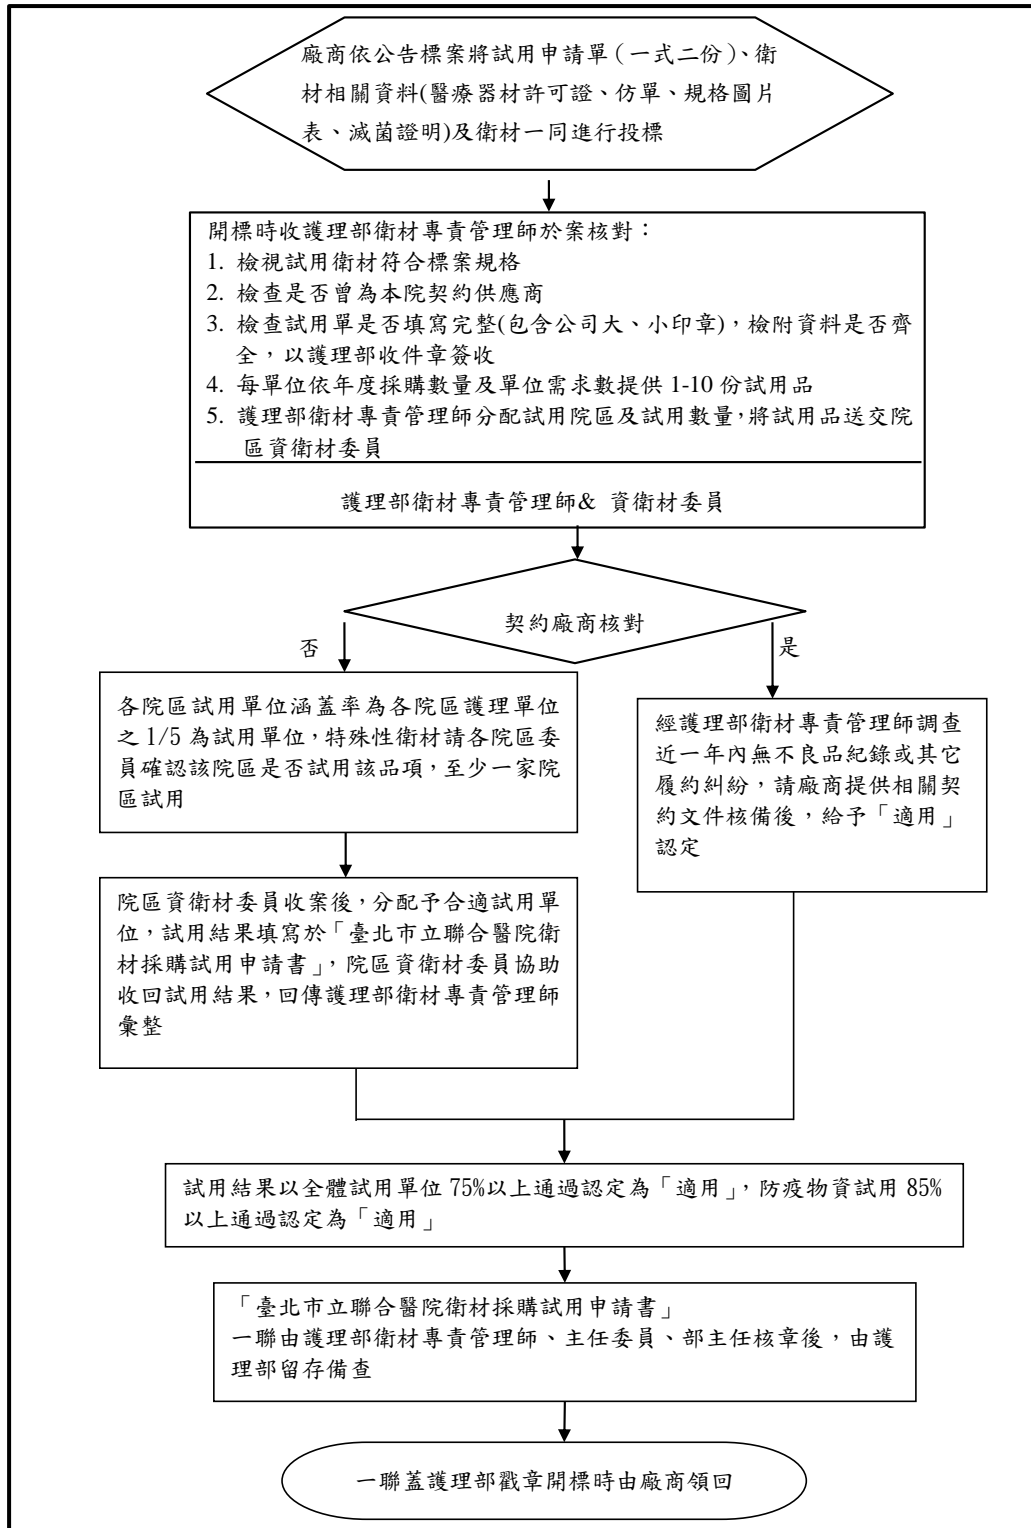 廠商依公告標案將試用申請單(一式二份)、衛
材相關資料(醫療器材許可證、仿單、規格圖片
表、滅菌證明)及衛材一同進行投標
開標時收護理部衛材專責管理師於案核對：
1. 檢視試用衛材符合標案規格
2. 檢查是否曾為本院契約供應商
3. 檢查試用單是否填寫完整(包含公司大、小印章)，檢附資料是否齊
全，以護理部收件章簽收
4. 每單位依年度採購數量及單位需求數提供 1-10 份試用品
5. 護理部衛材專責管理師分配試用院區及試用數量，將試用品送交院
區資衛材委員
護理部衛材專責管理師& 資衛材委員
契約廠商核對
否
是
各院區試用單位涵蓋率為各院區護理單位
之 1/5 為試用單位，特殊性衛材請各院區委
員確認該院區是否試用該品項，至少一家院
區試用
經護理部衛材專責管理師調查
近一年內無不良品紀錄或其它
履約糾紛，請廠商提供相關契
約文件核備後，給予「適用」
認定
院區資衛材委員收案後，分配予合適試用單
位，試用結果填寫於「臺北市立聯合醫院衛
材採購試用申請書」，院區資衛材委員協助
收回試用結果，回傳護理部衛材專責管理師
彙整
試用結果以全體試用單位 75%以上通過認定為「適用」，防疫物資試用 85%
以上通過認定為「適用」
「臺北市立聯合醫院衛材採購試用申請書」
一聯由護理部衛材專責管理師、主任委員、部主任核章後，由護
理部留存備查
一聯蓋護理部戳章開標時由廠商領回